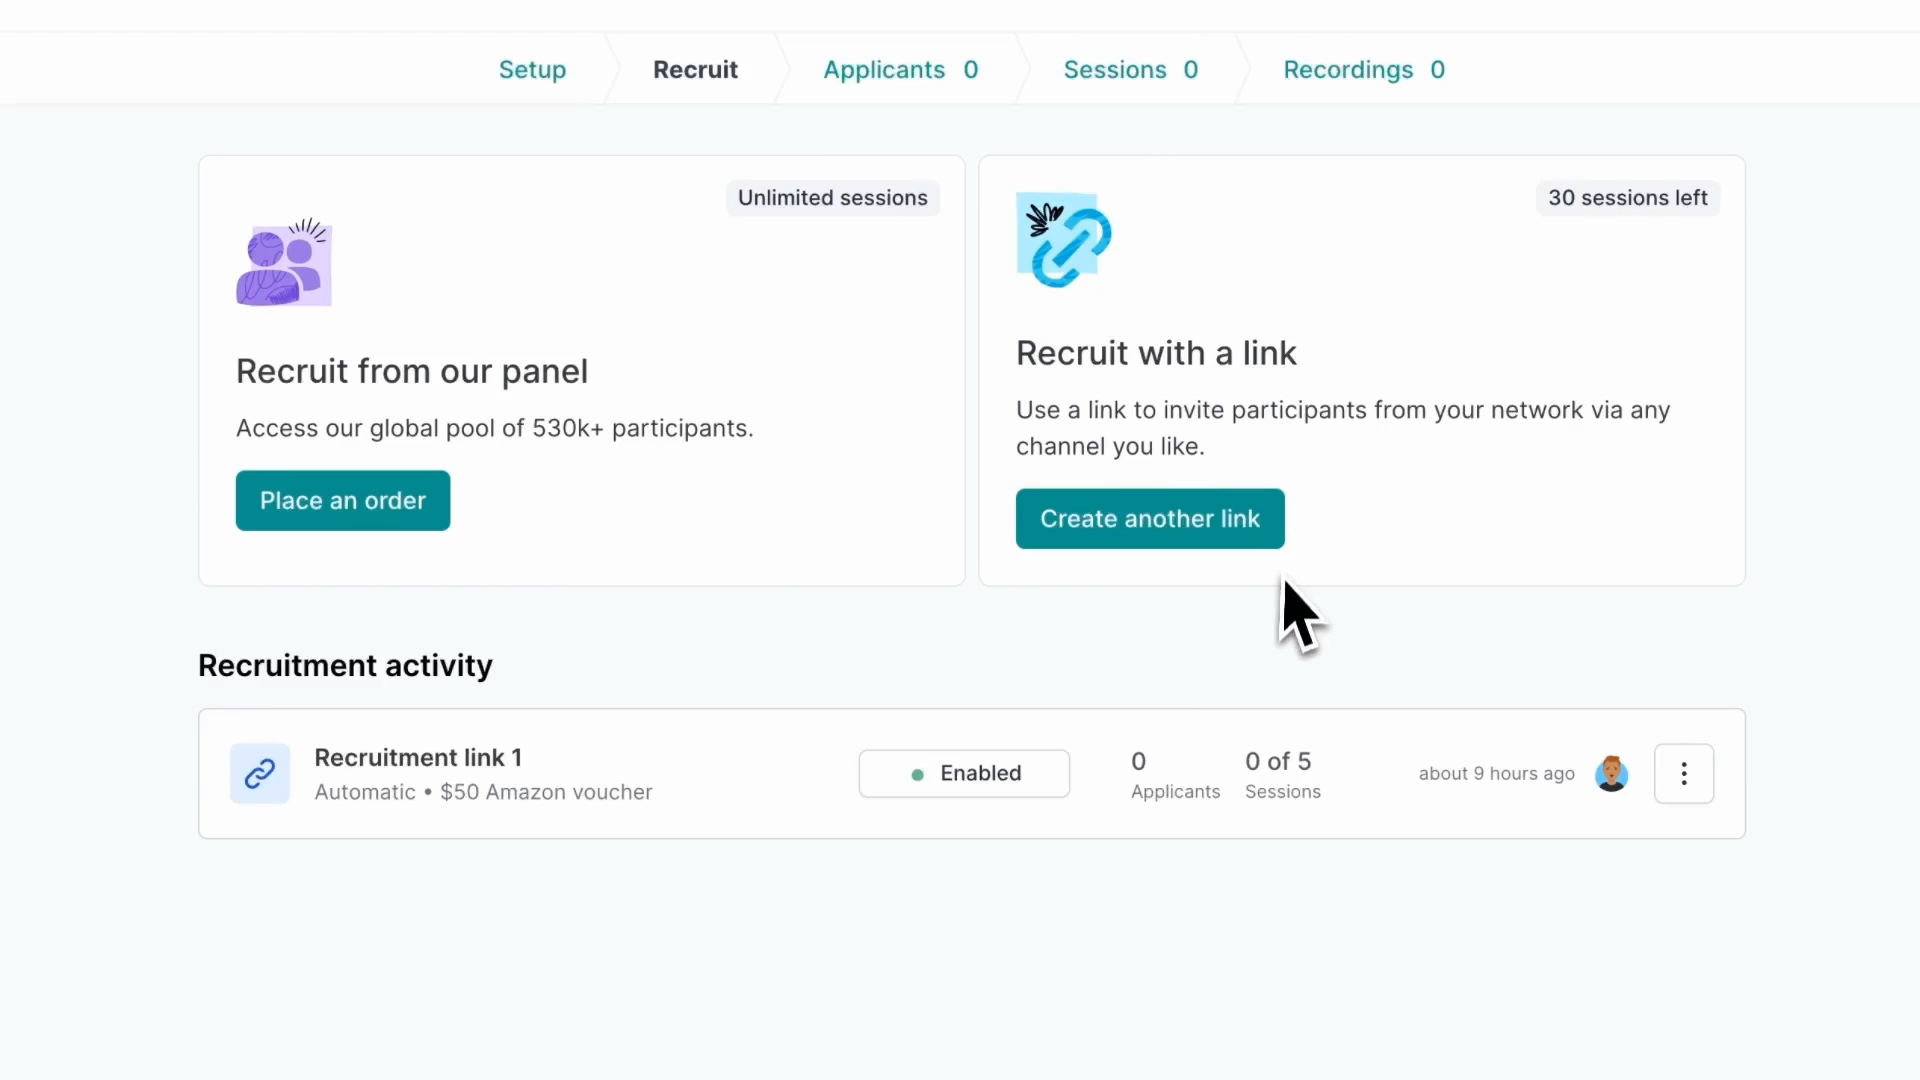 Setup
Recruit
Applicants 0
Sessions 0
Recordings 0
Unlimited sessions
Recruit from our panel
Access our global pool of 530k+ participants.
Place an order
30 sessions left
Recruit with a link
Use a link to invite participants from your network via any
channel you like.
Create another link
Recruitment activity
Recruitment link 1
Automatic • $50 Amazon voucher
Enabled
0
Applicants
0 of 5
Sessions
about 9 hours ago